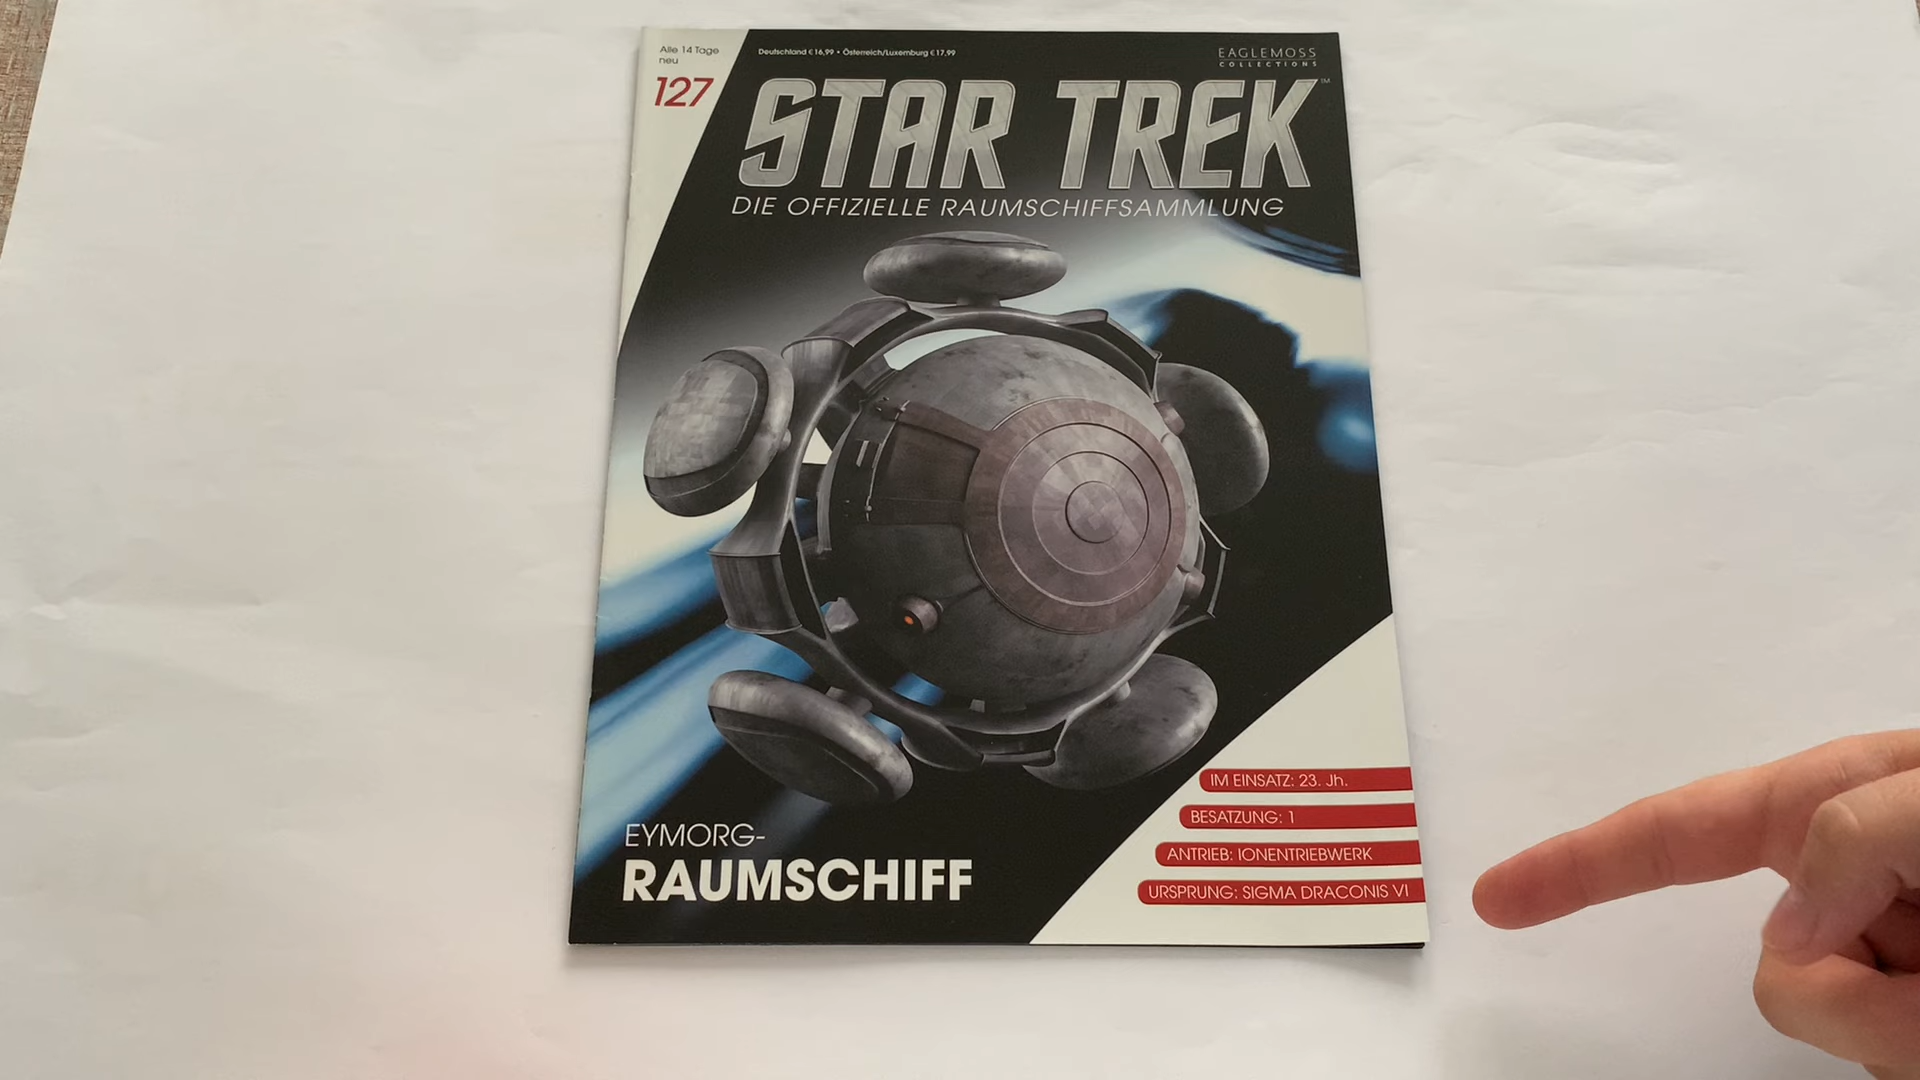 Alle 14 Tage
neu
127
Deutschland € 16,99 • Österreich/Luxemburg € 17,99
EAGLEMOSS
COLLECTIONS
STAR TREK™
DIE OFFIZIELLE RAUMSCHIFFSAMMLUNG
EYMORG-
RAUMSCHIFF
IM EINSATZ: 23. Jh.
BESATZUNG: 1
ANTRIEB: IONENTRIEBWERK
URSPRUNG: SIGMA DRACONIS VI